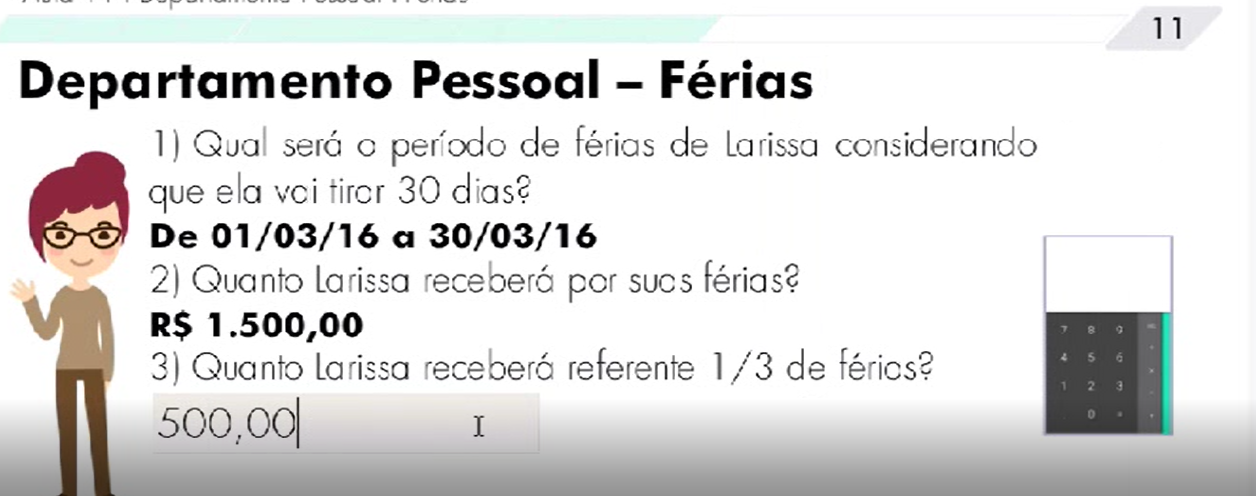 11
Departamento Pessoal – Férias
1) Qual será o período de férias de Larissa considerando
que ela vai tirar 30 dias?
De 01/03/16 a 30/03/16
2) Quanto Larissa receberá por suas férias?
R$ 1.500,00
3) Quanto Larissa receberá referente 1/3 de férias?
500,00
7 8 9
4 5 6
1 2 3
0